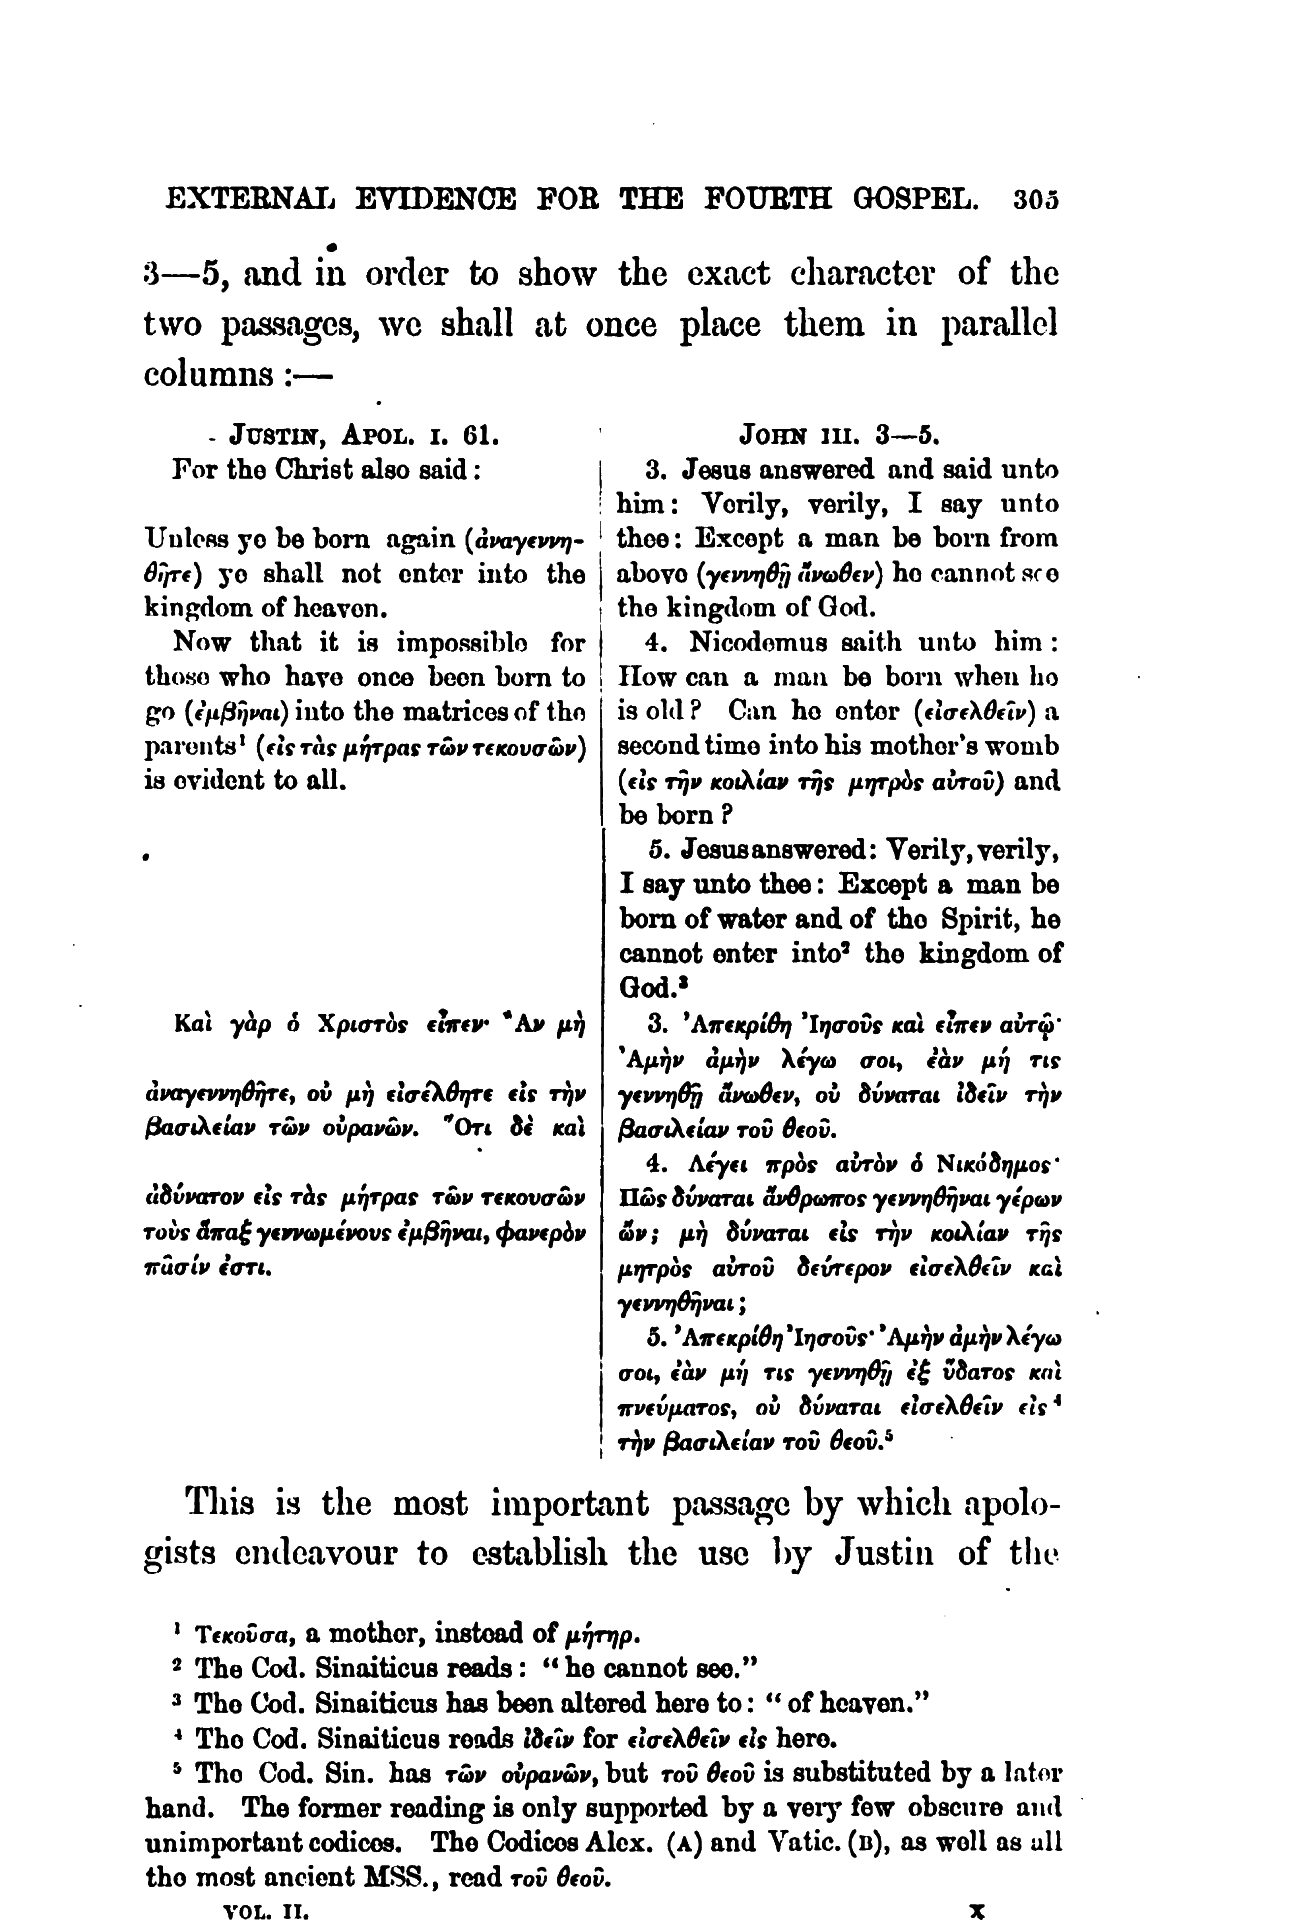 EXTERNAL EVIDENCE FOR THE FOURTH GOSPEL. 305
3—5, and in order to show the exact character of the
two passages, we shall at once place them in parallel
columns :—
JUSTIN, APOL. I. 61.
For the Christ also said :
Unless ye be born again (ἀναγεννη-
θῆτε) ye shall not enter into the
kingdom of heaven.
Now that it is impossible for
those who have once been born to
go (ἐμβῆναι) into the matrices of the
parents¹ (εἰς τὰς μήτρας τῶν τεκουσῶν)
is evident to all.
Καὶ γὰρ ὁ Χριστὸς εἶπεν· Ἂν μὴ
ἀναγεννηθῆτε, οὐ μὴ εἰσέλθητε εἰς τὴν
βασιλείαν τῶν οὐρανῶν. Ὅτι δὲ καὶ
ἀδύνατον εἰς τὰς μήτρας τῶν τεκουσῶν
τοὺς ἅπαξ γεννωμένους ἐμβῆναι, φανερὸν
πᾶσίν ἐστι.
JOHN III. 3—5.
3. Jesus answered and said unto
him : Verily, verily, I say unto
thee : Except a man be born from
above (γεννηθῇ ἄνωθεν) he cannot see
the kingdom of God.
4. Nicodemus saith unto him :
How can a man be born when he
is old ? Can he enter (εἰσελθεῖν) a
second time into his mother's womb
(εἰς τὴν κοιλίαν τῆς μητρὸς αὐτοῦ) and
be born ?
5. Jesus answered : Verily, verily,
I say unto thee : Except a man be
born of water and of the Spirit, he
cannot enter into² the kingdom of
God.³
3. Ἀπεκρίθη Ἰησοῦς καὶ εἶπεν αὐτῷ·
Ἀμὴν ἀμὴν λέγω σοι, ἐὰν μή τις
γεννηθῇ ἄνωθεν, οὐ δύναται ἰδεῖν τὴν
βασιλείαν τοῦ θεοῦ.
4. Λέγει πρὸς αὐτὸν ὁ Νικόδημος·
Πῶς δύναται ἄνθρωπος γεννηθῆναι γέρων
ὤν; μὴ δύναται εἰς τὴν κοιλίαν τῆς
μητρὸς αὐτοῦ δεύτερον εἰσελθεῖν καὶ
γεννηθῆναι ;
5. Ἀπεκρίθη Ἰησοῦς· Ἀμὴν ἀμὴν λέγω
σοι, ἐὰν μή τις γεννηθῇ ἐξ ὕδατος καὶ
πνεύματος, οὐ δύναται εἰσελθεῖν εἰς⁴
τὴν βασιλείαν τοῦ θεοῦ.⁵
This is the most important passage by which apolo-
gists endeavour to establish the use by Justin of the
¹ Τεκοῦσα, a mother, instead of μήτηρ.
² The Cod. Sinaiticus reads : “ he cannot see.”
³ The Cod. Sinaiticus has been altered here to : “ of heaven.”
⁴ The Cod. Sinaiticus reads ἰδεῖν for εἰσελθεῖν εἰς here.
⁵ The Cod. Sin. has τῶν οὐρανῶν, but τοῦ θεοῦ is substituted by a later
hand. The former reading is only supported by a very few obscure and
unimportant codices. The Codices Alex. (A) and Vatic. (B), as well as all
the most ancient MSS., read τοῦ θεοῦ.
VOL. II. X